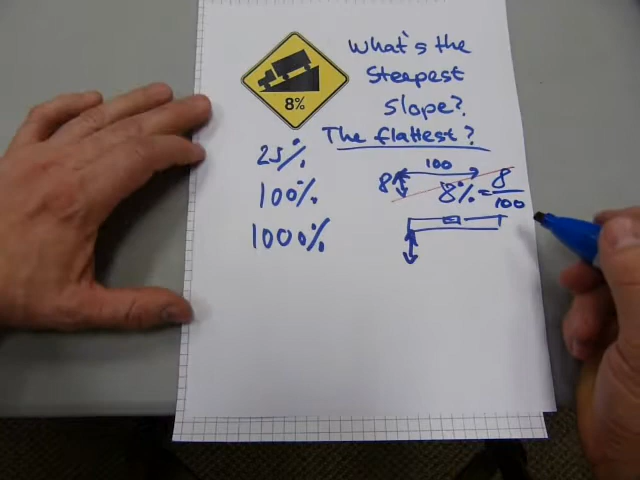 What's the
Steepest
Slope?
The flattest?
8%
25%
100%
1000%
100
8
8% = 8/100